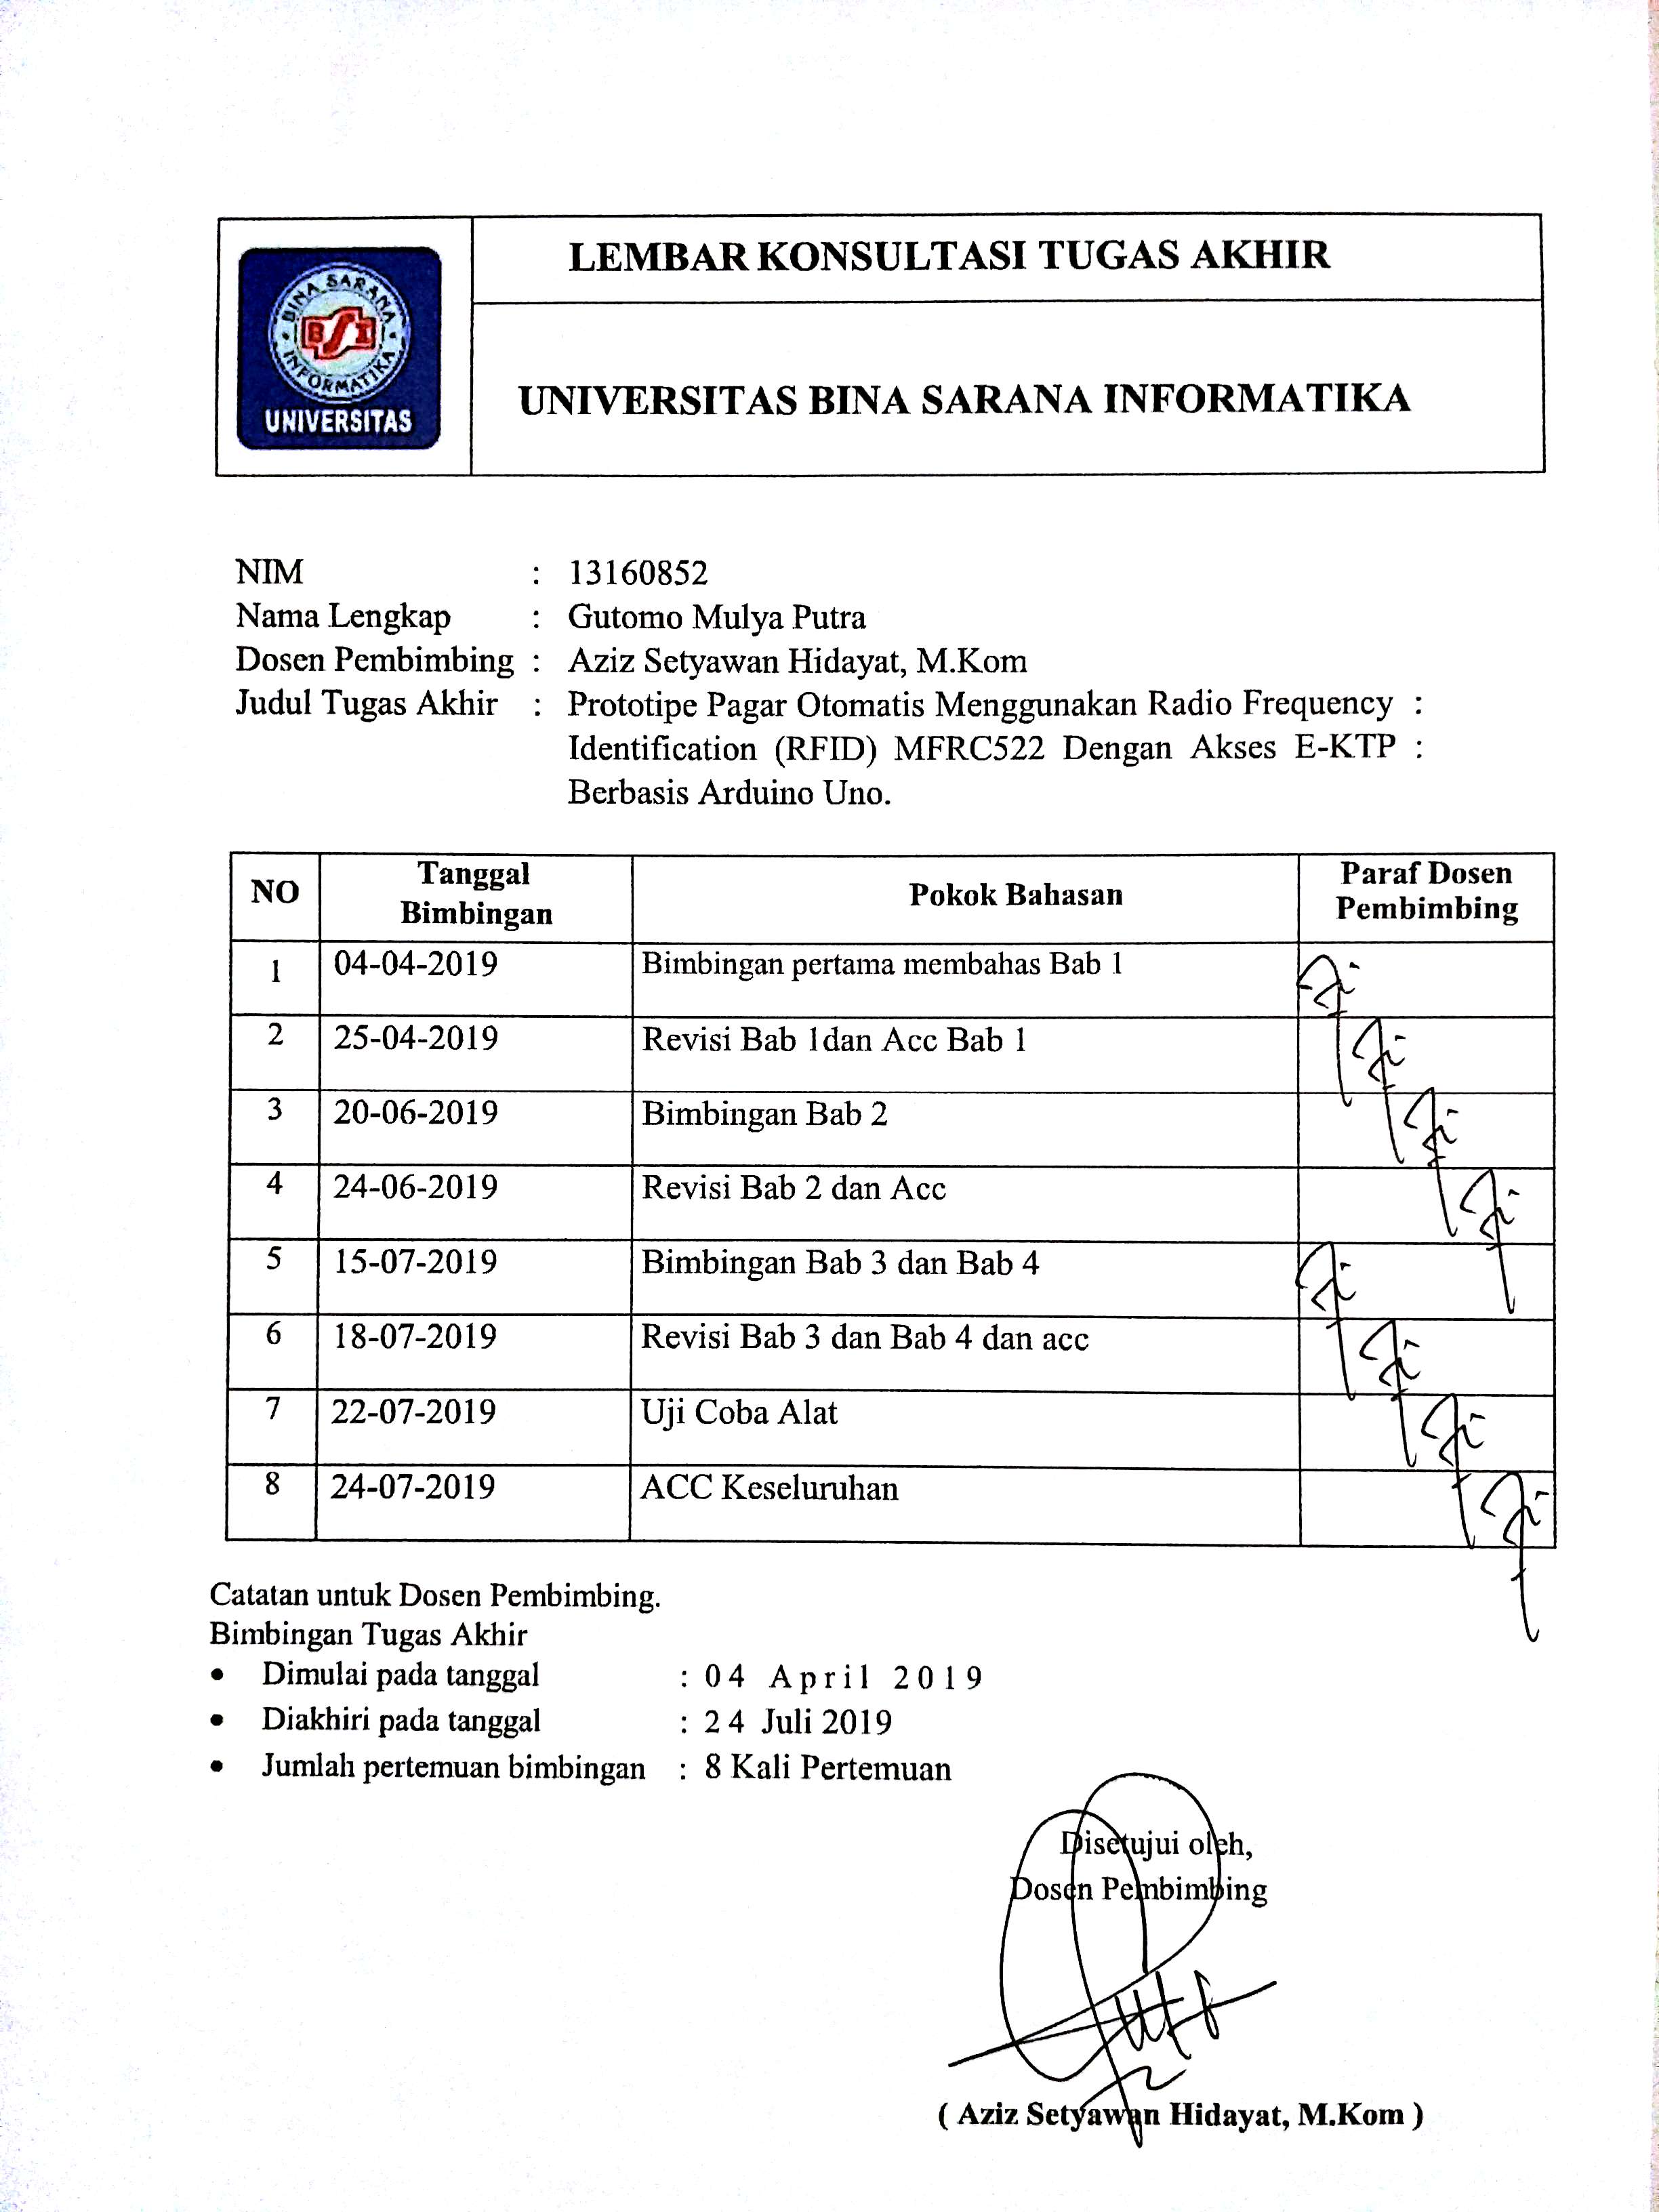 BINA SARANA
BSI
INFORMATIKA
UNIVERSITAS
LEMBAR KONSULTASI TUGAS AKHIR
UNIVERSITAS BINA SARANA INFORMATIKA
NIM : 13160852
Nama Lengkap : Gutomo Mulya Putra
Dosen Pembimbing : Aziz Setyawan Hidayat, M.Kom
Judul Tugas Akhir : Prototipe Pagar Otomatis Menggunakan Radio Frequency :
Identification (RFID) MFRC522 Dengan Akses E-KTP :
Berbasis Arduino Uno.
NO Tanggal Bimbingan Pokok Bahasan Paraf Dosen Pembimbing
1 04-04-2019 Bimbingan pertama membahas Bab 1
2 25-04-2019 Revisi Bab 1dan Acc Bab 1
3 20-06-2019 Bimbingan Bab 2
4 24-06-2019 Revisi Bab 2 dan Acc
5 15-07-2019 Bimbingan Bab 3 dan Bab 4
6 18-07-2019 Revisi Bab 3 dan Bab 4 dan acc
7 22-07-2019 Uji Coba Alat
8 24-07-2019 ACC Keseluruhan
Catatan untuk Dosen Pembimbing.
Bimbingan Tugas Akhir
• Dimulai pada tanggal : 04 April 2019
• Diakhiri pada tanggal : 24 Juli 2019
• Jumlah pertemuan bimbingan : 8 Kali Pertemuan
Disetujui oleh,
Dosen Pembimbing
( Aziz Setyawan Hidayat, M.Kom )